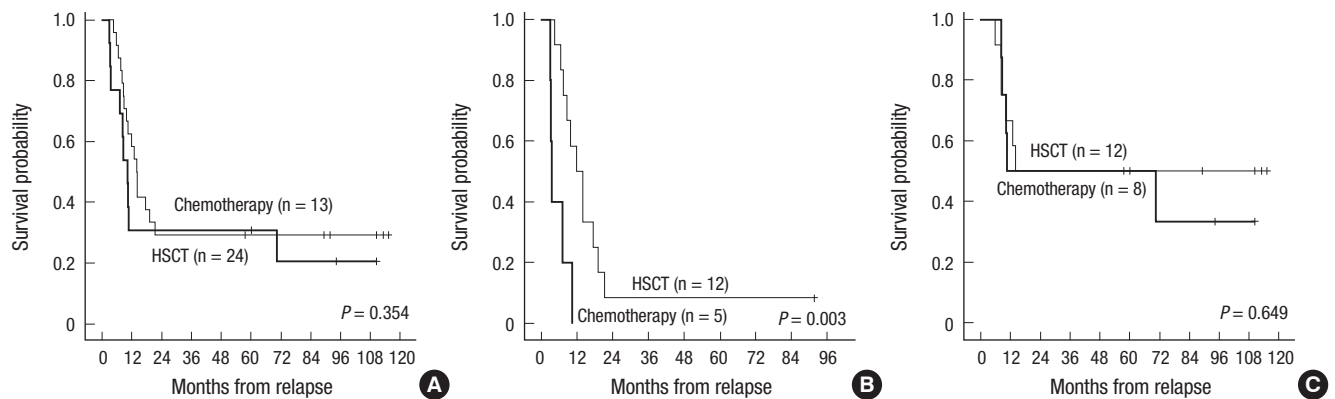 Survival probability
1.0
0.8
0.6
0.4
0.2
0
Chemotherapy (n = 13)
HSCT (n = 24)
P = 0.354
0 12 24 36 48 60 72 84 96 108 120
Months from relapse
A
Survival probability
1.0
0.8
0.6
0.4
0.2
0
HSCT (n = 12)
Chemotherapy (n = 5)
P = 0.003
0 12 24 36 48 60 72 84 96
Months from relapse
B
Survival probability
1.0
0.8
0.6
0.4
0.2
0
HSCT (n = 12)
Chemotherapy (n = 8)
P = 0.649
0 12 24 36 48 60 72 84 96 108 120
Months from relapse
C